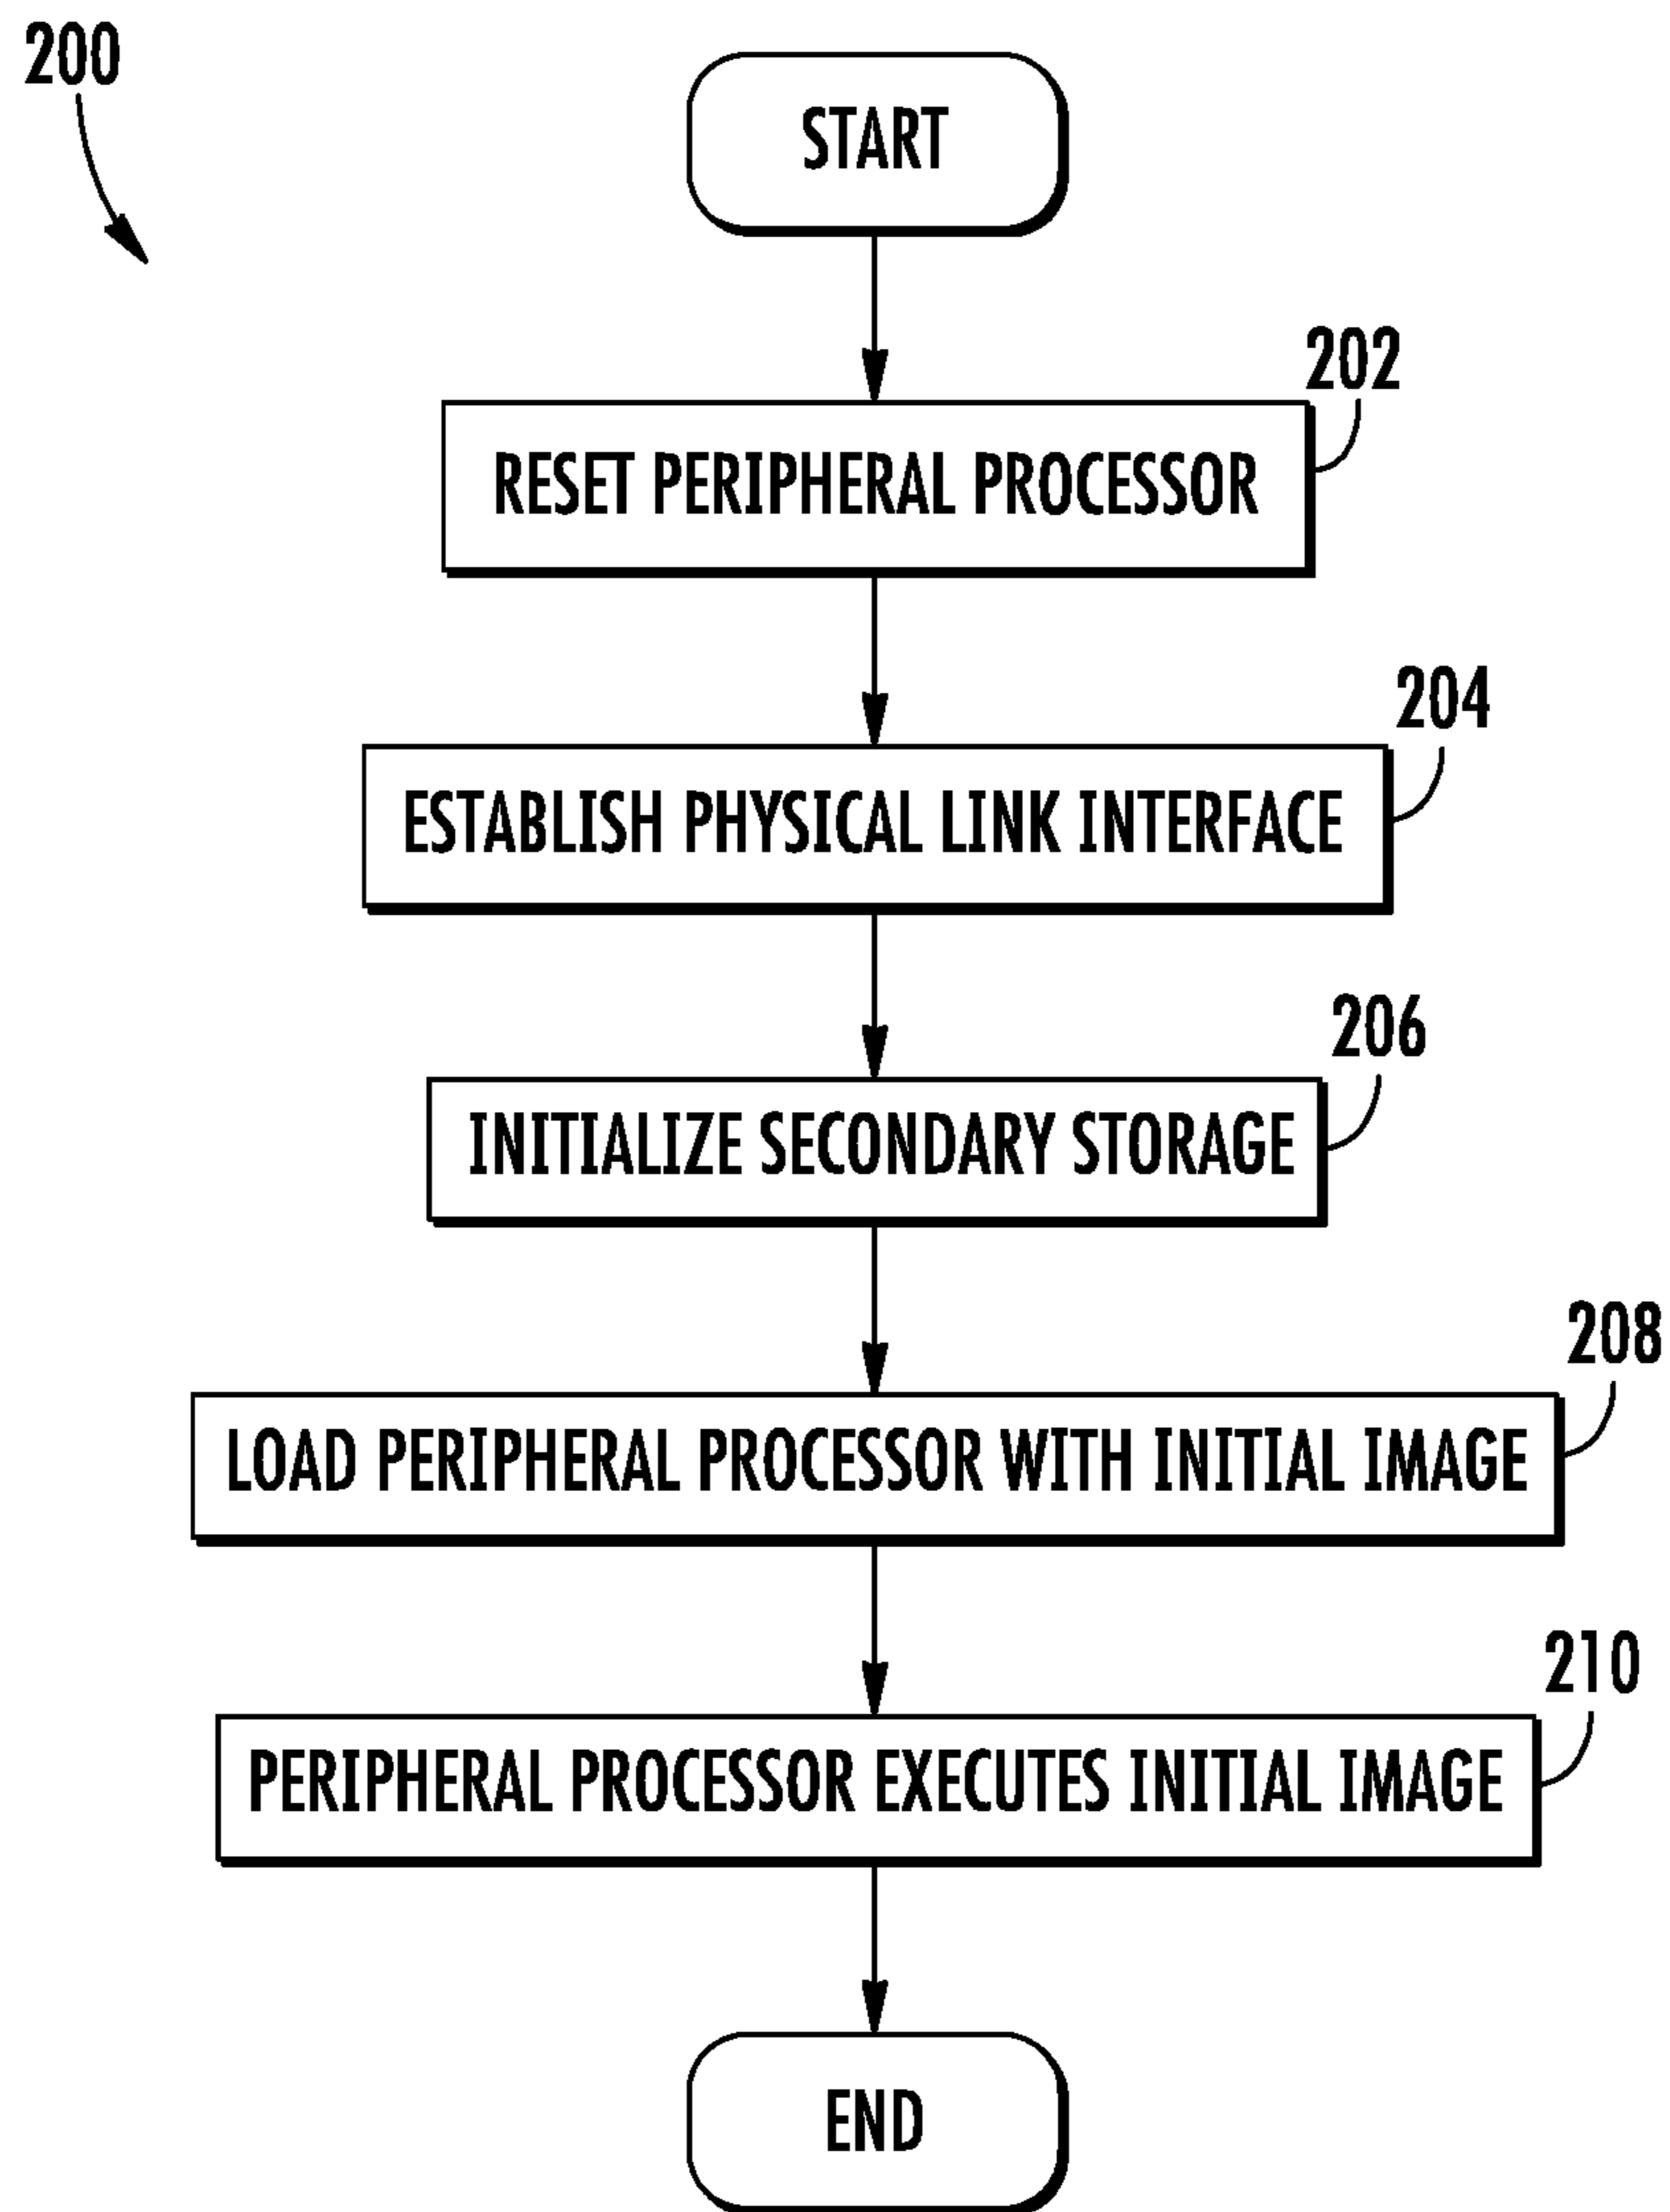 200
START
202
RESET PERIPHERAL PROCESSOR
204
ESTABLISH PHYSICAL LINK INTERFACE
206
INITIALIZE SECONDARY STORAGE
208
LOAD PERIPHERAL PROCESSOR WITH INITIAL IMAGE
210
PERIPHERAL PROCESSOR EXECUTES INITIAL IMAGE
END